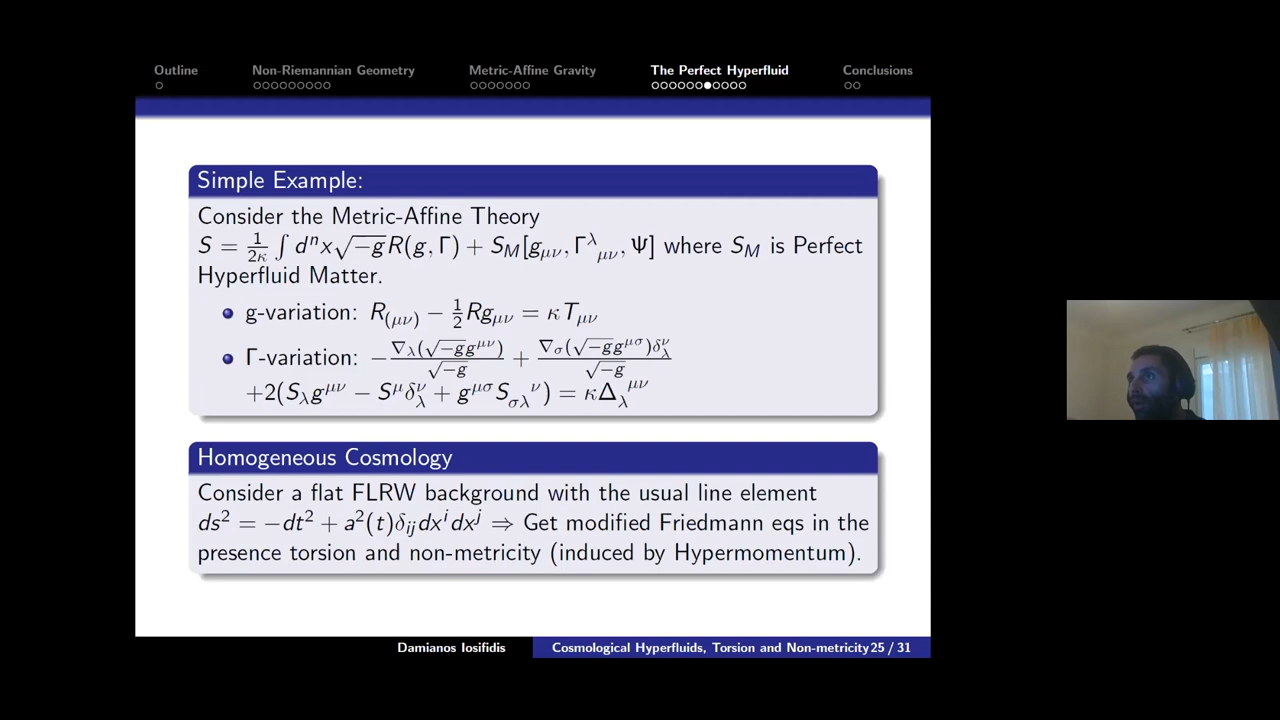 Outline Non-Riemannian Geometry Metric-Affine Gravity The Perfect Hyperfluid Conclusions
Simple Example:
Consider the Metric-Affine Theory
S = 1/2κ ∫ dⁿx√−g R(g, Γ) + S_M[g_μν, Γ^λ_μν, Ψ] where S_M is Perfect
Hyperfluid Matter.
g-variation: R_(μν) − 1/2 Rg_μν = κT_μν
Γ-variation: −∇_λ(√−g g^μν)/√−g + ∇_σ(√−g g^μσ)δ^ν_λ/√−g
+2(S_λ g^μν − S^μ δ^ν_λ + g^μσ S_σλ^ν) = κΔ_λ^μν
Homogeneous Cosmology
Consider a flat FLRW background with the usual line element
ds² = −dt² + a²(t)δ_ij dx^i dx^j ⇒ Get modified Friedmann eqs in the
presence torsion and non-metricity (induced by Hypermomentum).
Damianos Iosifidis Cosmological Hyperfluids, Torsion and Non-metricity 25 / 31